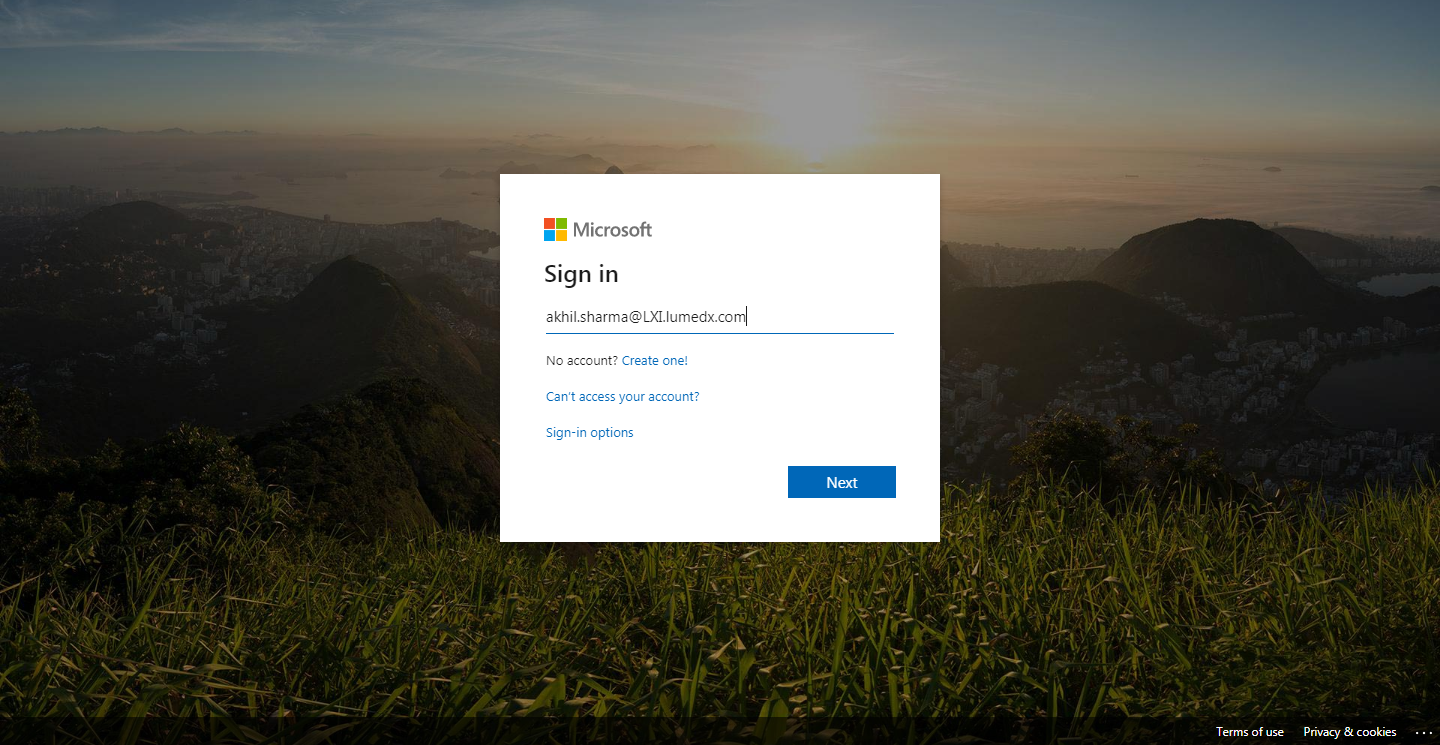 Microsoft
Sign in
akhil.sharma@LXI.lumedx.com
No account? Create one!
Can't access your account?
Sign-in options
Next
Terms of use Privacy & cookies ...